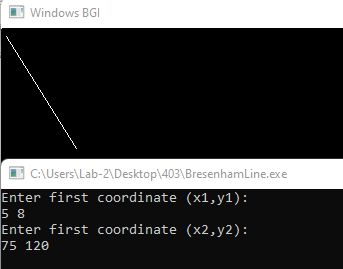 Windows BGI
C:\Users\Lab-2\Desktop\403\BresenhamLine.exe
Enter first coordinate (x1,y1):
5 8
Enter first coordinate (x2,y2):
75 120